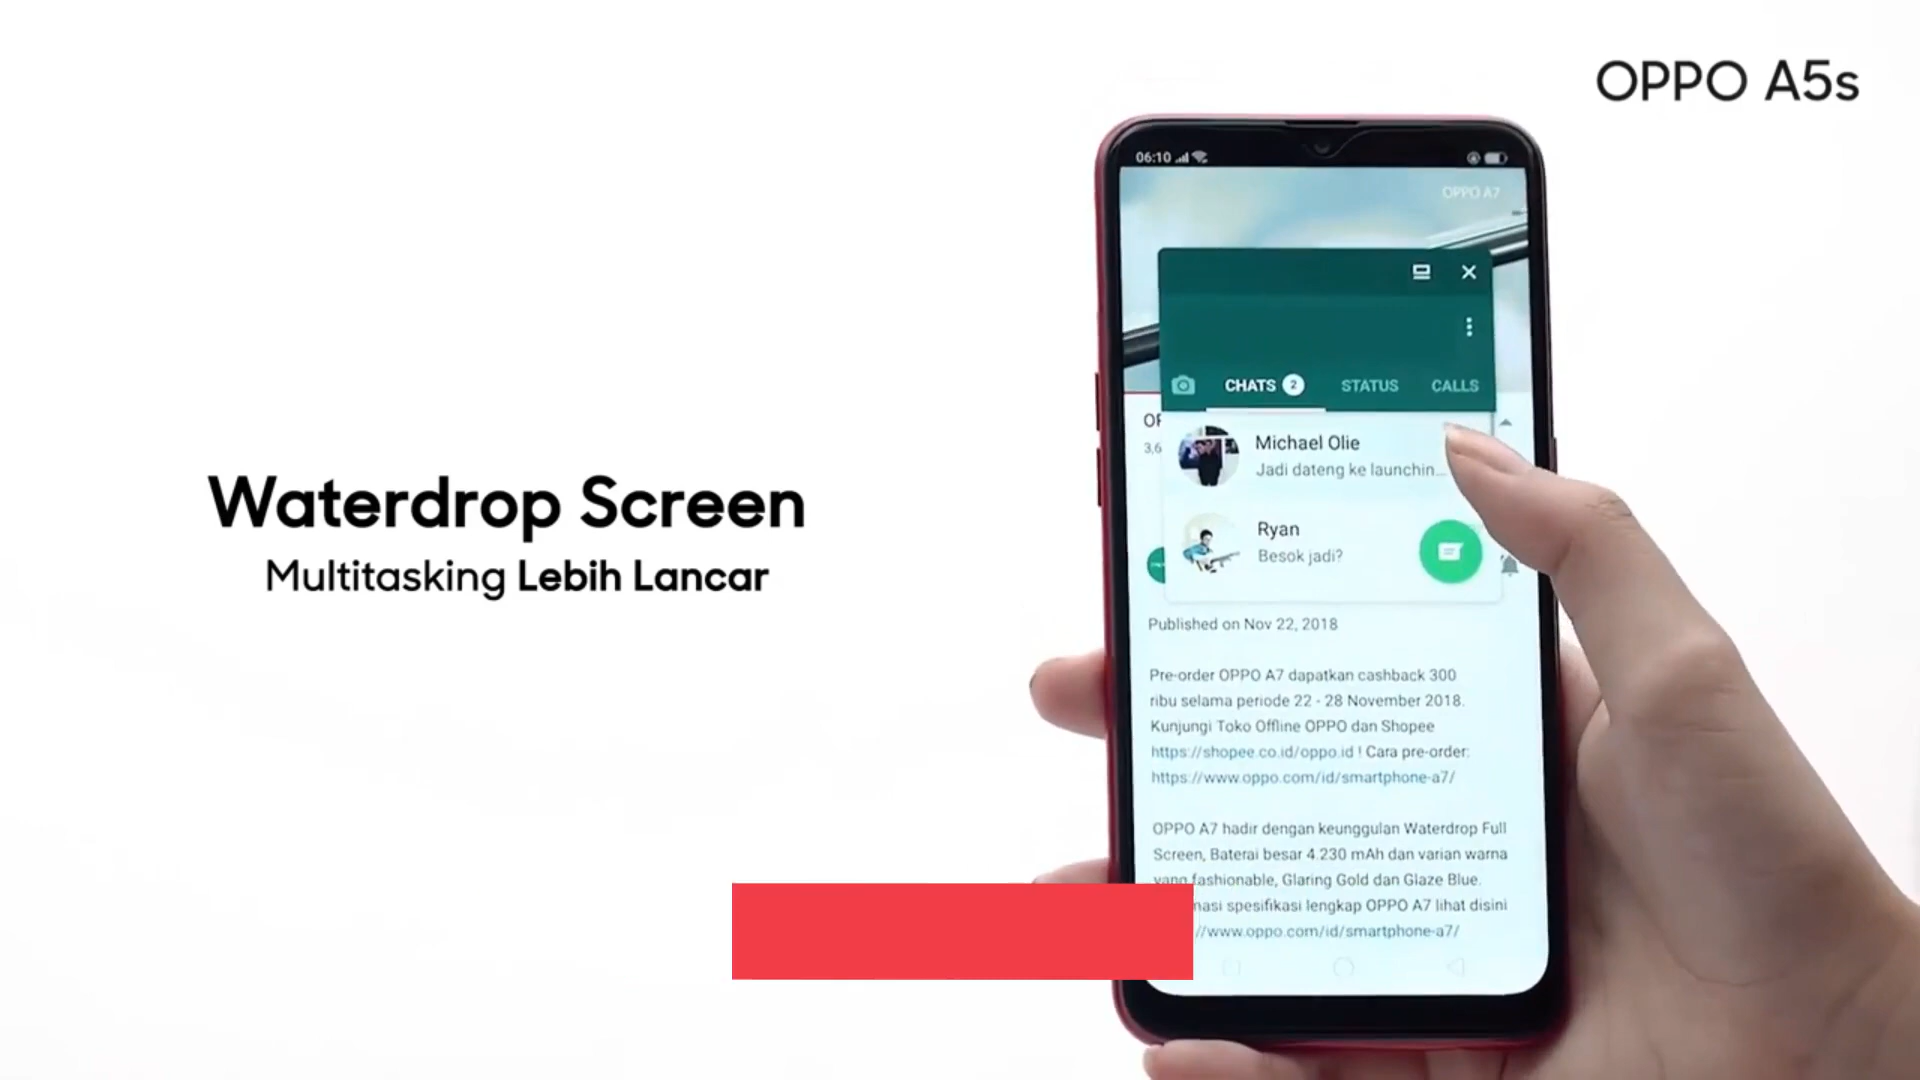 OPPO A5s
Waterdrop Screen
Multitasking Lebih Lancar
06:10
OPPO A7
CHATS 2 STATUS CALLS
Michael Olie
Jadi dateng ke launchin...
Ryan
Besok jadi?
Published on Nov 22, 2018
Pre-order OPPO A7 dapatkan cashback 300
ribu selama periode 22 - 28 November 2018.
Kunjungi Toko Offline OPPO dan Shopee
https://shopee.co.id/oppo.id ! Cara pre-order:
https://www.oppo.com/id/smartphone-a7/
OPPO A7 hadir dengan keunggulan Waterdrop Full
Screen, Baterai besar 4.230 mAh dan varian warna
yang fashionable, Glaring Gold dan Glaze Blue.
spesifikasi lengkap OPPO A7 lihat disini
//www.oppo.com/id/smartphone-a7/